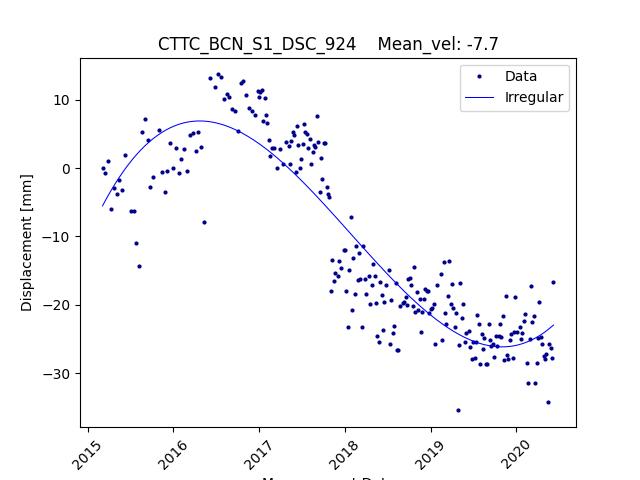 CTTC_BCN_S1_DSC_924    Mean_vel: -7.7
Data
Irregular
Displacement [mm]
10
0
−10
−20
−30
2015
2016
2017
2018
2019
2020